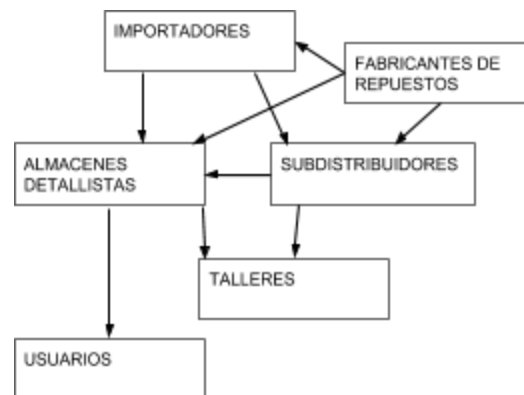 IMPORTADORES
FABRICANTES DE
REPUESTOS
ALMACENES
DETALLISTAS
SUBDISTRIBUIDORES
TALLERES
USUARIOS